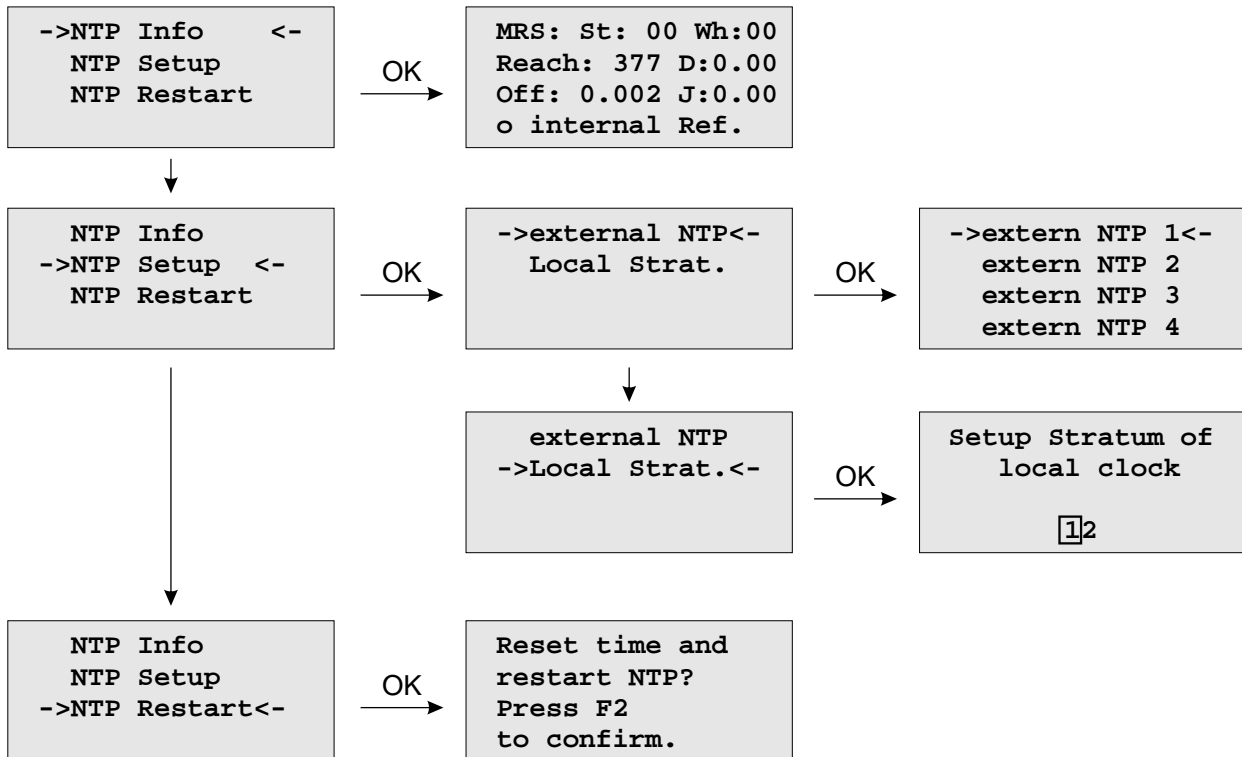 ->NTP Info <-
NTP Setup
NTP Restart
OK
MRS: St: 00 Wh:00
Reach: 377 D:0.00
Off: 0.002 J:0.00
o internal Ref.
NTP Info
->NTP Setup <-
NTP Restart
OK
->external NTP<-
Local Strat.
OK
->extern NTP 1<-
extern NTP 2
extern NTP 3
extern NTP 4
external NTP
->Local Strat.<-
OK
Setup Stratum of
local clock
12
NTP Info
NTP Setup
->NTP Restart<-
OK
Reset time and
restart NTP?
Press F2
to confirm.